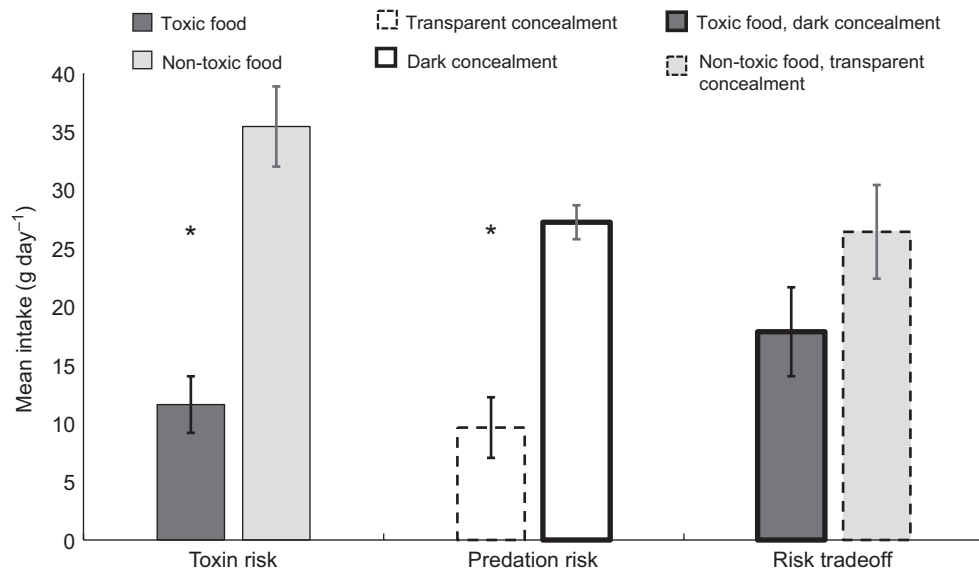 Toxic food
Non-toxic food
Transparent concealment
Dark concealment
Toxic food, dark concealment
Non-toxic food, transparent
concealment
Mean intake (g day⁻¹)
40
35
30
25
20
15
10
5
0
*
*
Toxin risk
Predation risk
Risk tradeoff